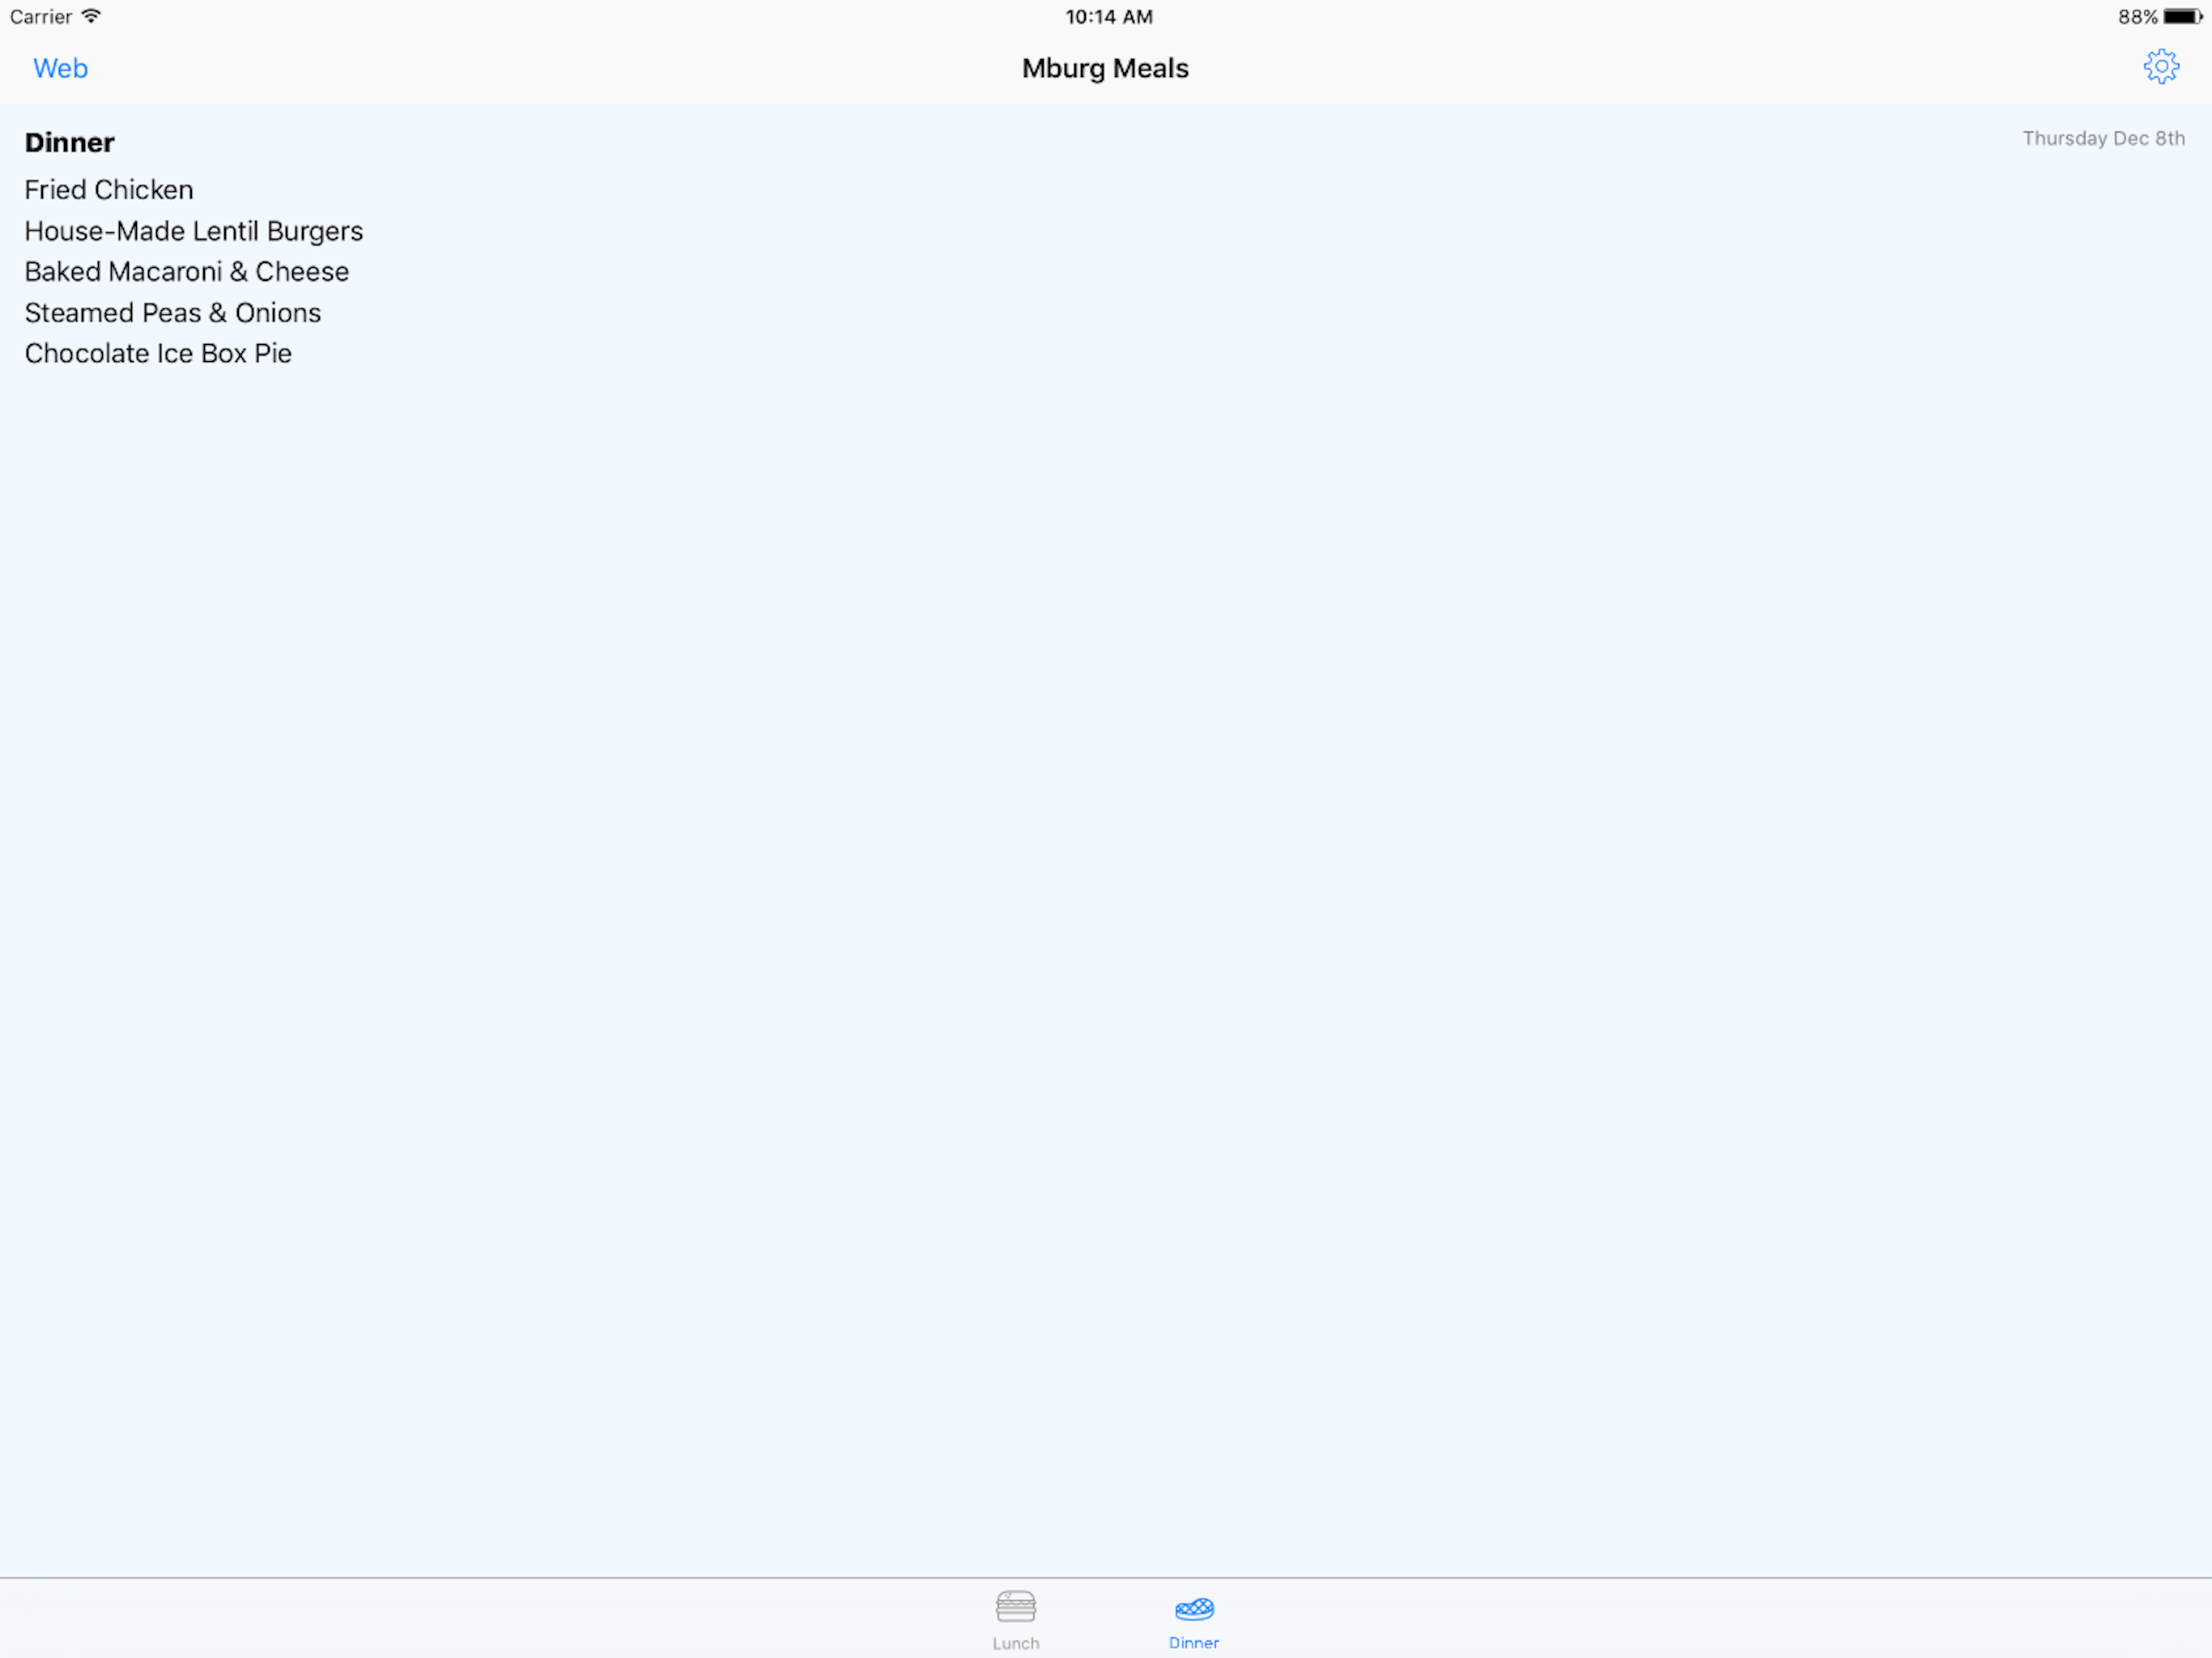 Carrier 10:14 AM 88%
Web Mburg Meals
Dinner Thursday Dec 8th
Fried Chicken
House-Made Lentil Burgers
Baked Macaroni & Cheese
Steamed Peas & Onions
Chocolate Ice Box Pie
Lunch Dinner